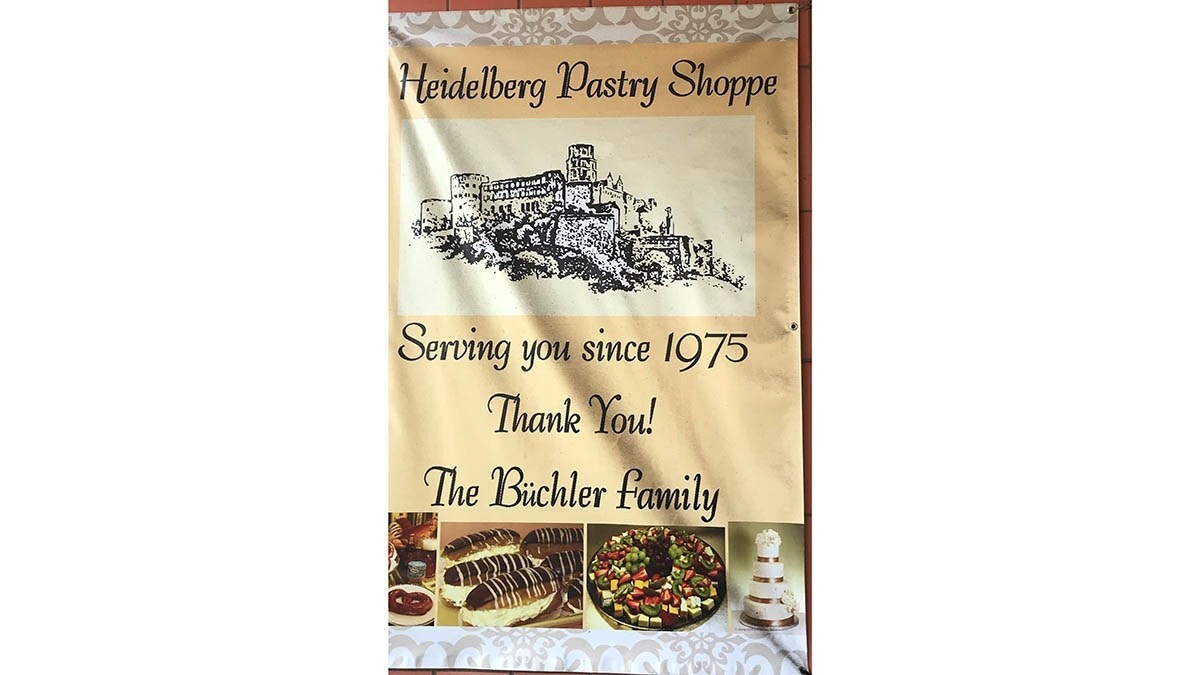 Heidelberg Pastry Shoppe
Serving you since 1975
Thank You!
The Büchler Family